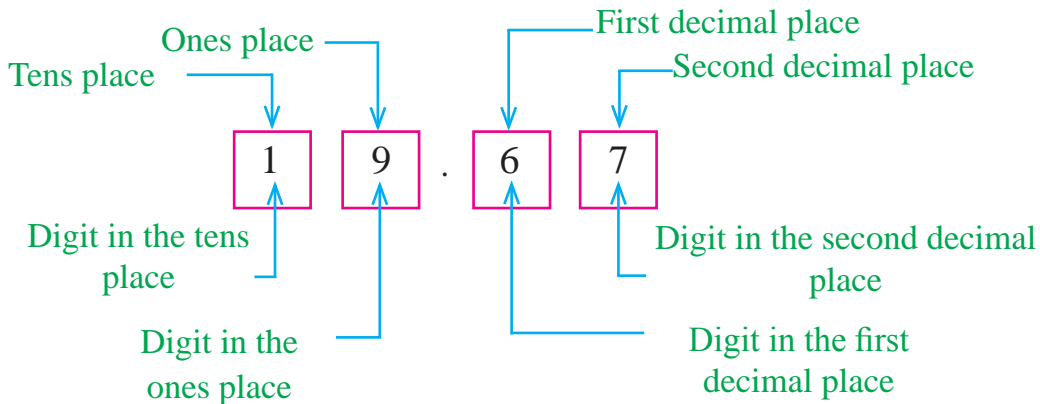 Ones place
First decimal place
Tens place
Second decimal place
1 9 . 6 7
Digit in the tens
place
Digit in the second decimal
place
Digit in the
ones place
Digit in the first
decimal place